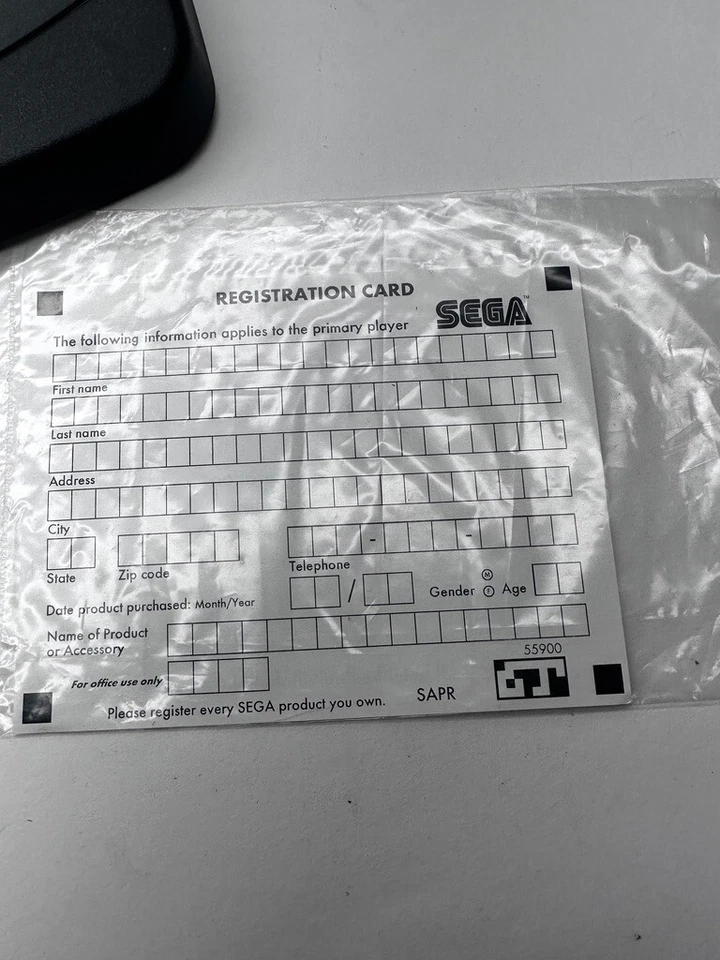 REGISTRATION CARD
SEGA™
The following information applies to the primary player
First name
Last name
Address
City
- -
State Zip code Telephone
/
Date product purchased: Month/Year Gender M F Age
Name of Product
or Accessory
55900
For office use only
Please register every SEGA product you own. SAPR